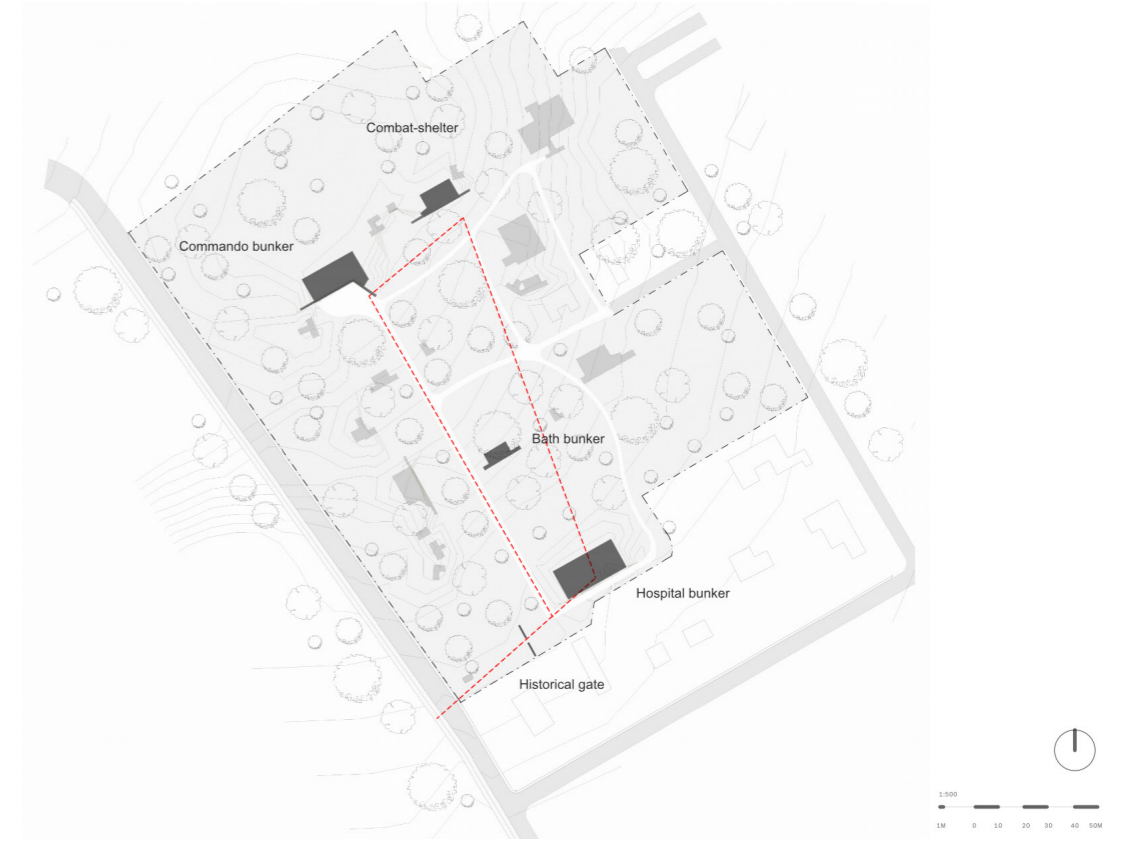 Combat-shelter
Commando bunker
Bath bunker
Hospital bunker
Historical gate
1:500
1M 0 10 20 30 40 50M